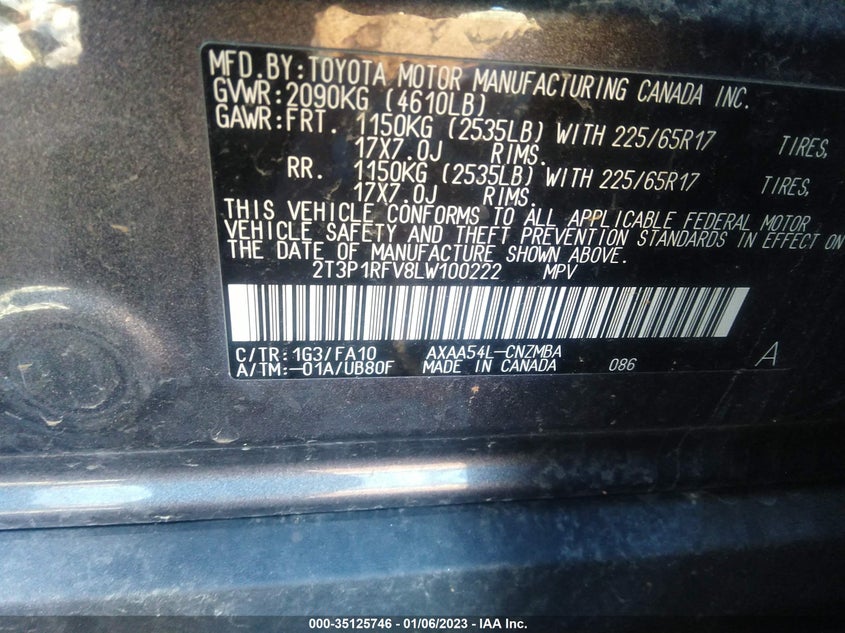 MFD.BY:TOYOTA MOTOR MANUFACTURING CANADA INC.
GVWR:2090KG (4610LB)
GAWR:FRT. 1150KG (2535LB) WITH 225/65R17 TIRES,
17X7.0J RIMS.
RR. 1150KG (2535LB) WITH 225/65R17 TIRES,
17X7.0J RIMS.
THIS VEHICLE CONFORMS TO ALL APPLICABLE FEDERAL MOTOR
VEHICLE SAFETY AND THEFT PREVENTION STANDARDS IN EFFECT ON
THE DATE OF MANUFACTURE SHOWN ABOVE.
2T3P1RFV8LW100222 MPV
C/TR:1G3/FA10 AXAA54L-CNZMBA
A/TM:-01A/UB80F MADE IN CANADA 086 A
000-35125746 - 01/06/2023 - IAA Inc.